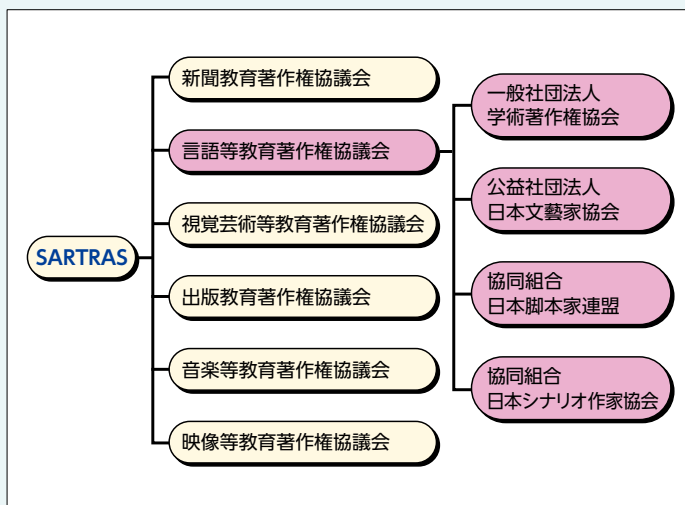 SARTRAS
新聞教育著作権協議会
言語等教育著作権協議会
視覚芸術等教育著作権協議会
出版教育著作権協議会
音楽等教育著作権協議会
映像等教育著作権協議会
一般社団法人
学術著作権協会
公益社団法人
日本文藝家協会
協同組合
日本脚本家連盟
協同組合
日本シナリオ作家協会